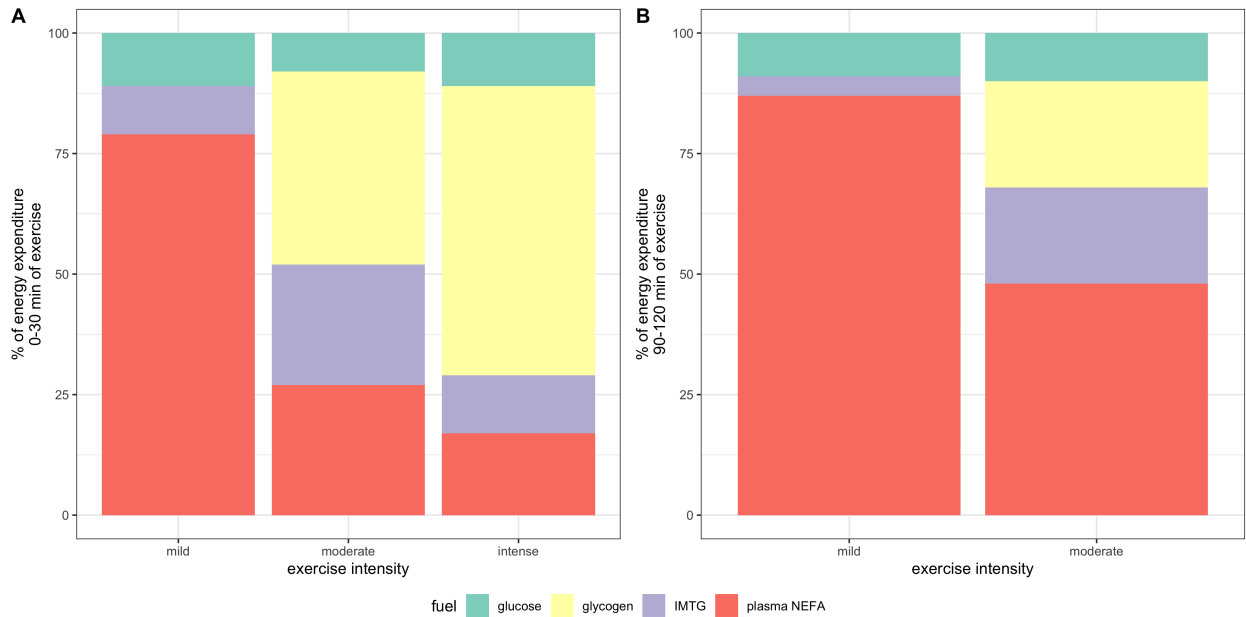 A
% of energy expenditure
0-30 min of exercise
100
75
50
25
0
mild moderate intense
exercise intensity
B
% of energy expenditure
90-120 min of exercise
100
75
50
25
0
mild moderate
exercise intensity
fuel glucose glycogen IMTG plasma NEFA